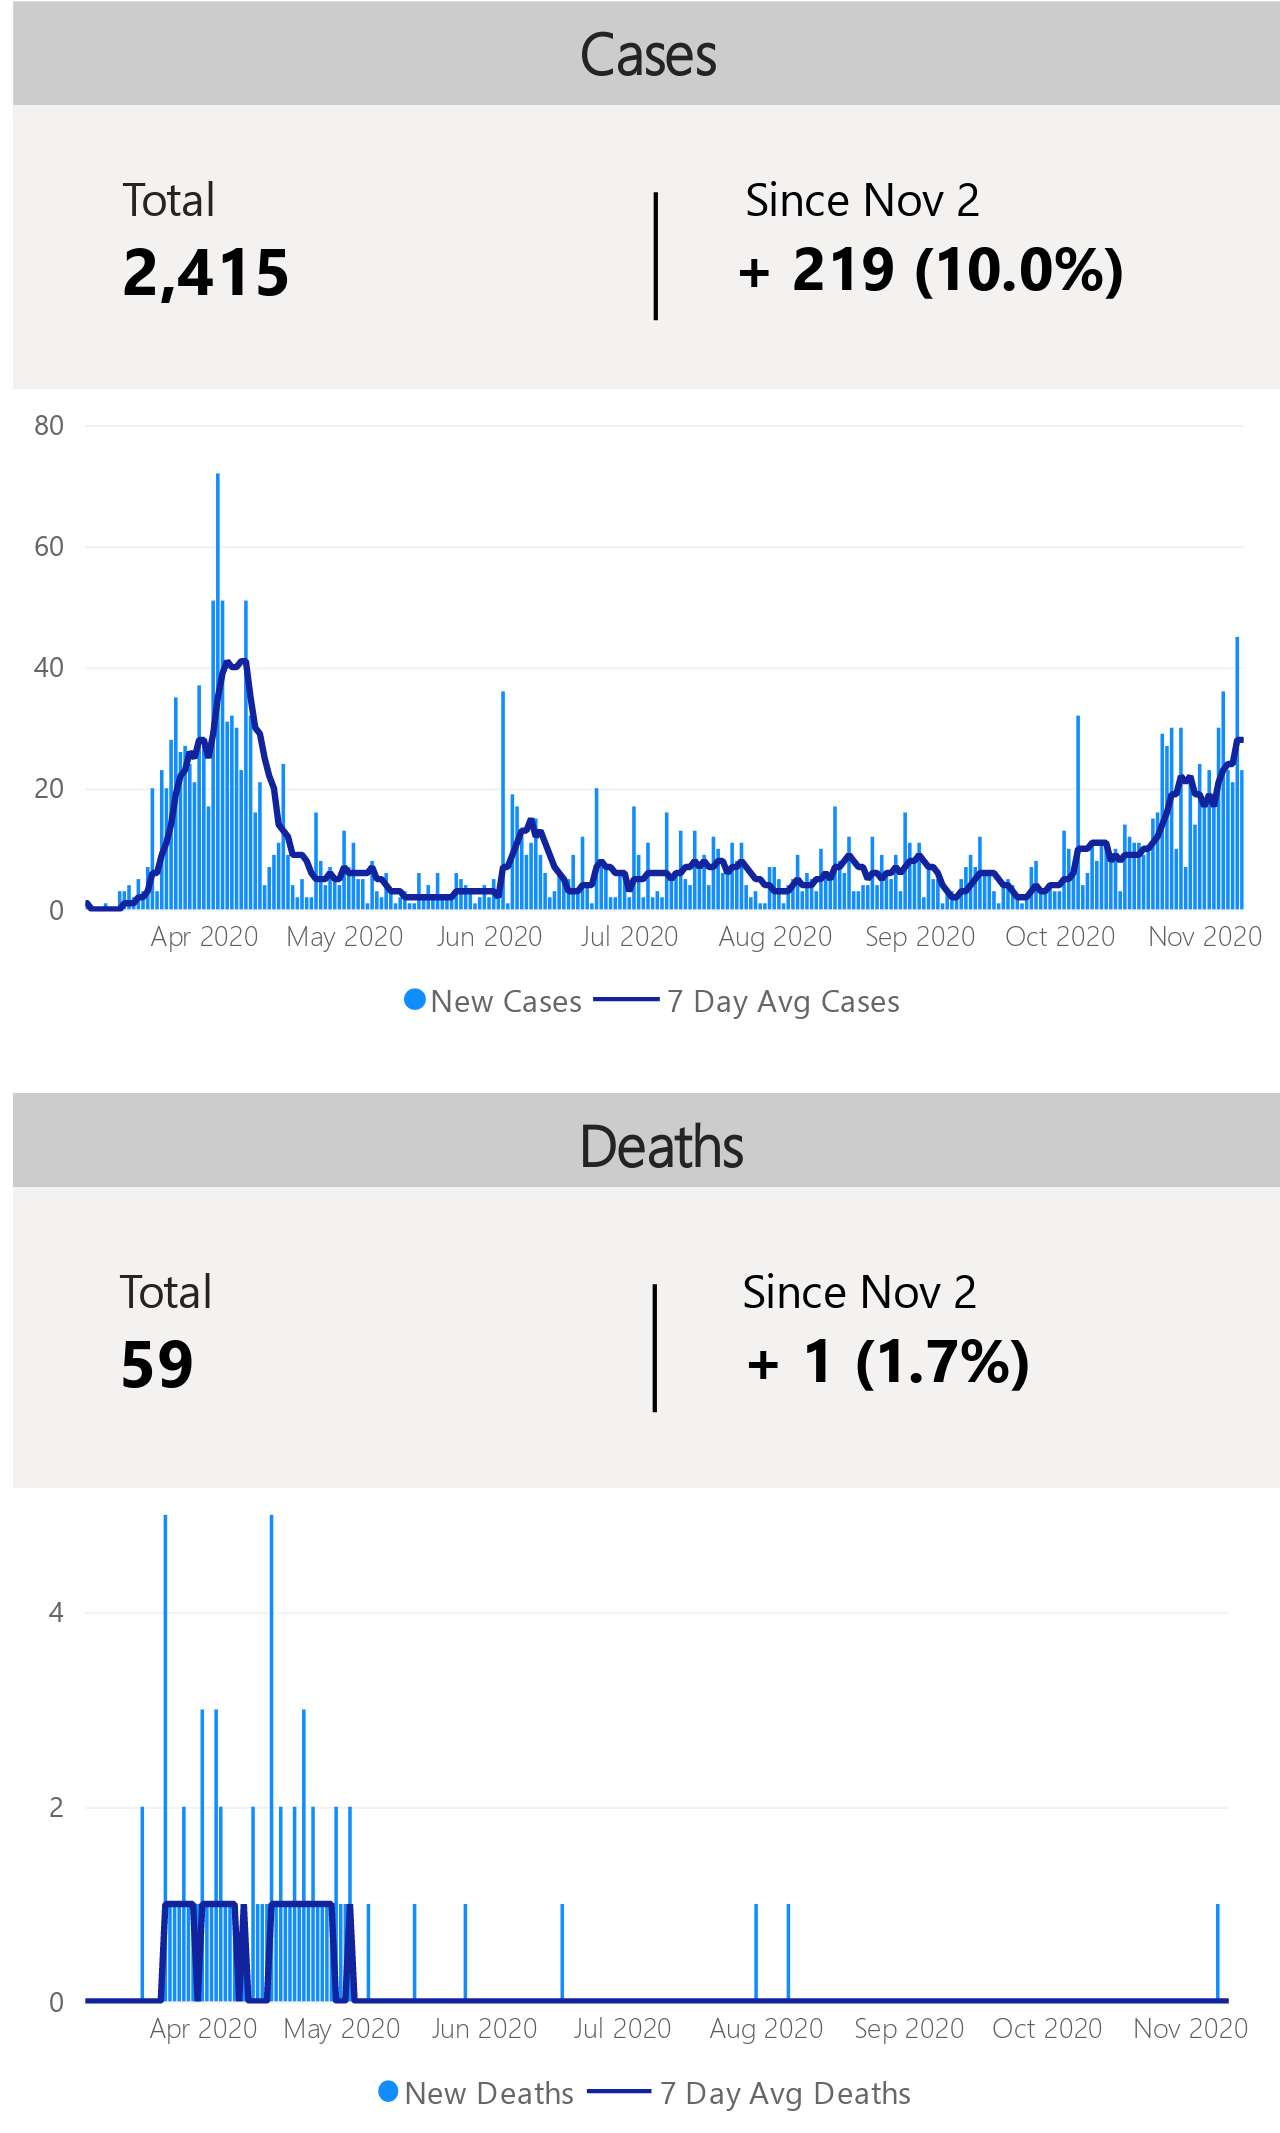 Cases
Total
Since Nov 2
2,415
+ 219 (10.0%)
80
60
40
20
0
Apr 2020 May 2020 Jun 2020 Jul 2020 Aug 2020 Sep 2020 Oct 2020 Nov 2020
New Cases 7 Day Avg Cases
Deaths
Total
Since Nov 2
59
+ 1 (1.7%)
4
2
0
Apr 2020 May 2020 Jun 2020 Jul 2020 Aug 2020 Sep 2020 Oct 2020 Nov 2020
New Deaths 7 Day Avg Deaths